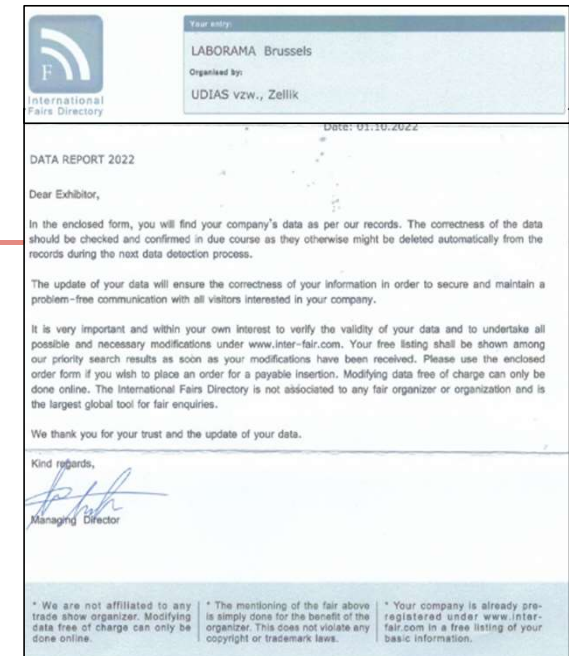 F
International
Fairs Directory
Your entry:
LABORAMA Brussels
Organised by:
UDIAS vzw., Zellik
Date: 01.10.2022
DATA REPORT 2022
Dear Exhibitor,
In the enclosed form, you will find your company's data as per our records. The correctness of the data
should be checked and confirmed in due course as they otherwise might be deleted automatically from the
records during the next data detection process.
The update of your data will ensure the correctness of your information in order to secure and maintain a
problem-free communication with all visitors interested in your company.
It is very important and within your own interest to verify the validity of your data and to undertake all
possible and necessary modifications under www.inter-fair.com. Your free listing shall be shown among
our priority search results as soon as your modifications have been received. Please use the enclosed
order form if you wish to place an order for a payable insertion. Modifying data free of charge can only be
done online. The International Fairs Directory is not associated to any fair organizer or organization and is
the largest global tool for fair enquiries.
We thank you for your trust and the update of your data.
Kind regards,
Managing Director
* We are not affiliated to any
trade show organizer. Modifying
data free of charge can only be
done online.
* The mentioning of the fair above
is simply done for the benefit of the
organizer. This does not violate any
copyright or trademark laws.
* Your company is already pre-
registered under www.inter-
fair.com in a free listing of your
basic information.